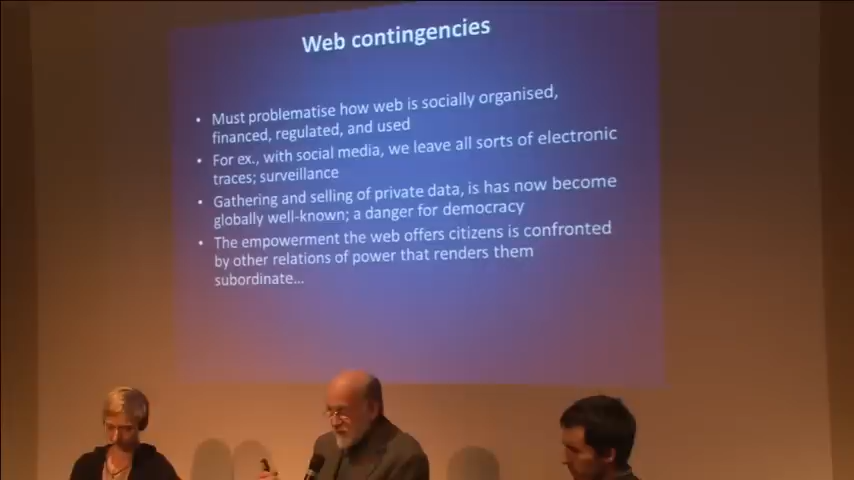 Web contingencies
• Must problematise how web is socially organised,
financed, regulated, and used
• For ex., with social media, we leave all sorts of electronic
traces; surveillance
• Gathering and selling of private data, is has now become
globally well-known; a danger for democracy
• The empowerment the web offers citizens is confronted
by other relations of power that renders them
subordinate...